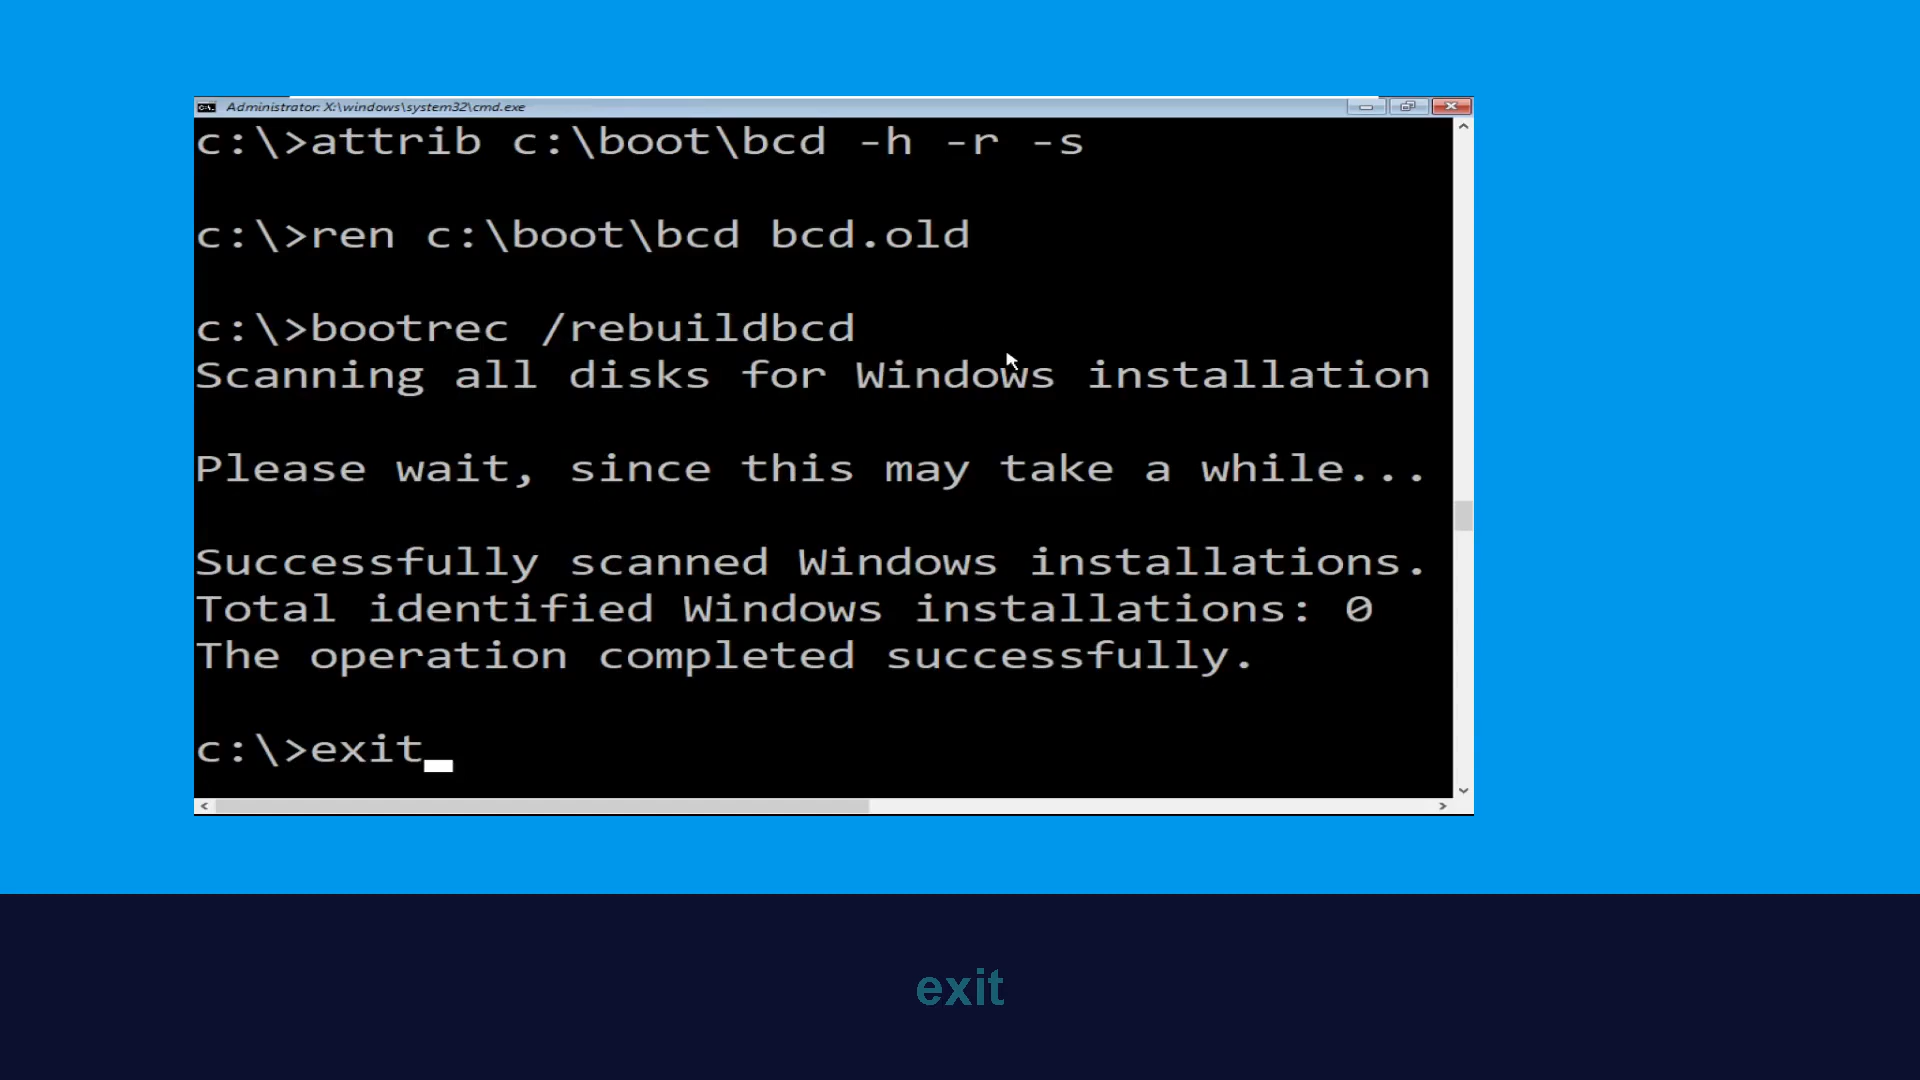 Administrator: X:\windows\system32\cmd.exe
c:\>attrib c:\boot\bcd -h -r -s
c:\>ren c:\boot\bcd bcd.old
c:\>bootrec /rebuildbcd
Scanning all disks for Windows installation
Please wait, since this may take a while...
Successfully scanned Windows installations.
Total identified Windows installations: 0
The operation completed successfully.
c:\>exit
exit